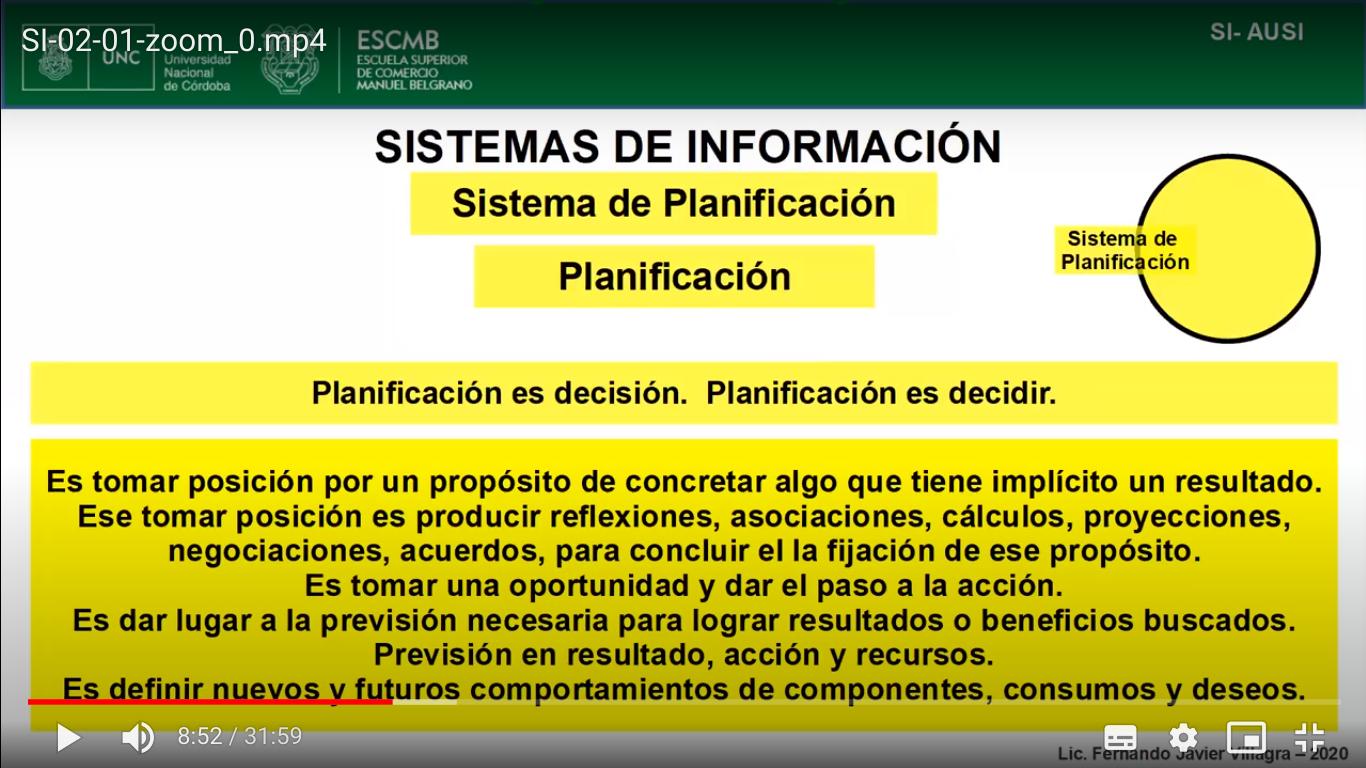 SI-02-01-zoom_0.mp4
SI- AUSI
UNC
Universidad
Nacional
de Córdoba
ESCMB
ESCUELA SUPERIOR
DE COMERCIO
MANUEL BELGRANO
SISTEMAS DE INFORMACIÓN
Sistema de Planificación
Planificación
Sistema de
Planificación
Planificación es decisión.  Planificación es decidir.
Es tomar posición por un propósito de concretar algo que tiene implícito un resultado.
Ese tomar posición es producir reflexiones, asociaciones, cálculos, proyecciones,
negociaciones, acuerdos, para concluir el la fijación de ese propósito.
Es tomar una oportunidad y dar el paso a la acción.
Es dar lugar a la previsión necesaria para lograr resultados o beneficios buscados.
Previsión en resultado, acción y recursos.
Es definir nuevos y futuros comportamientos de componentes, consumos y deseos.
8:52 / 31:59
Lic. Fernando Javier Villagra – 2020